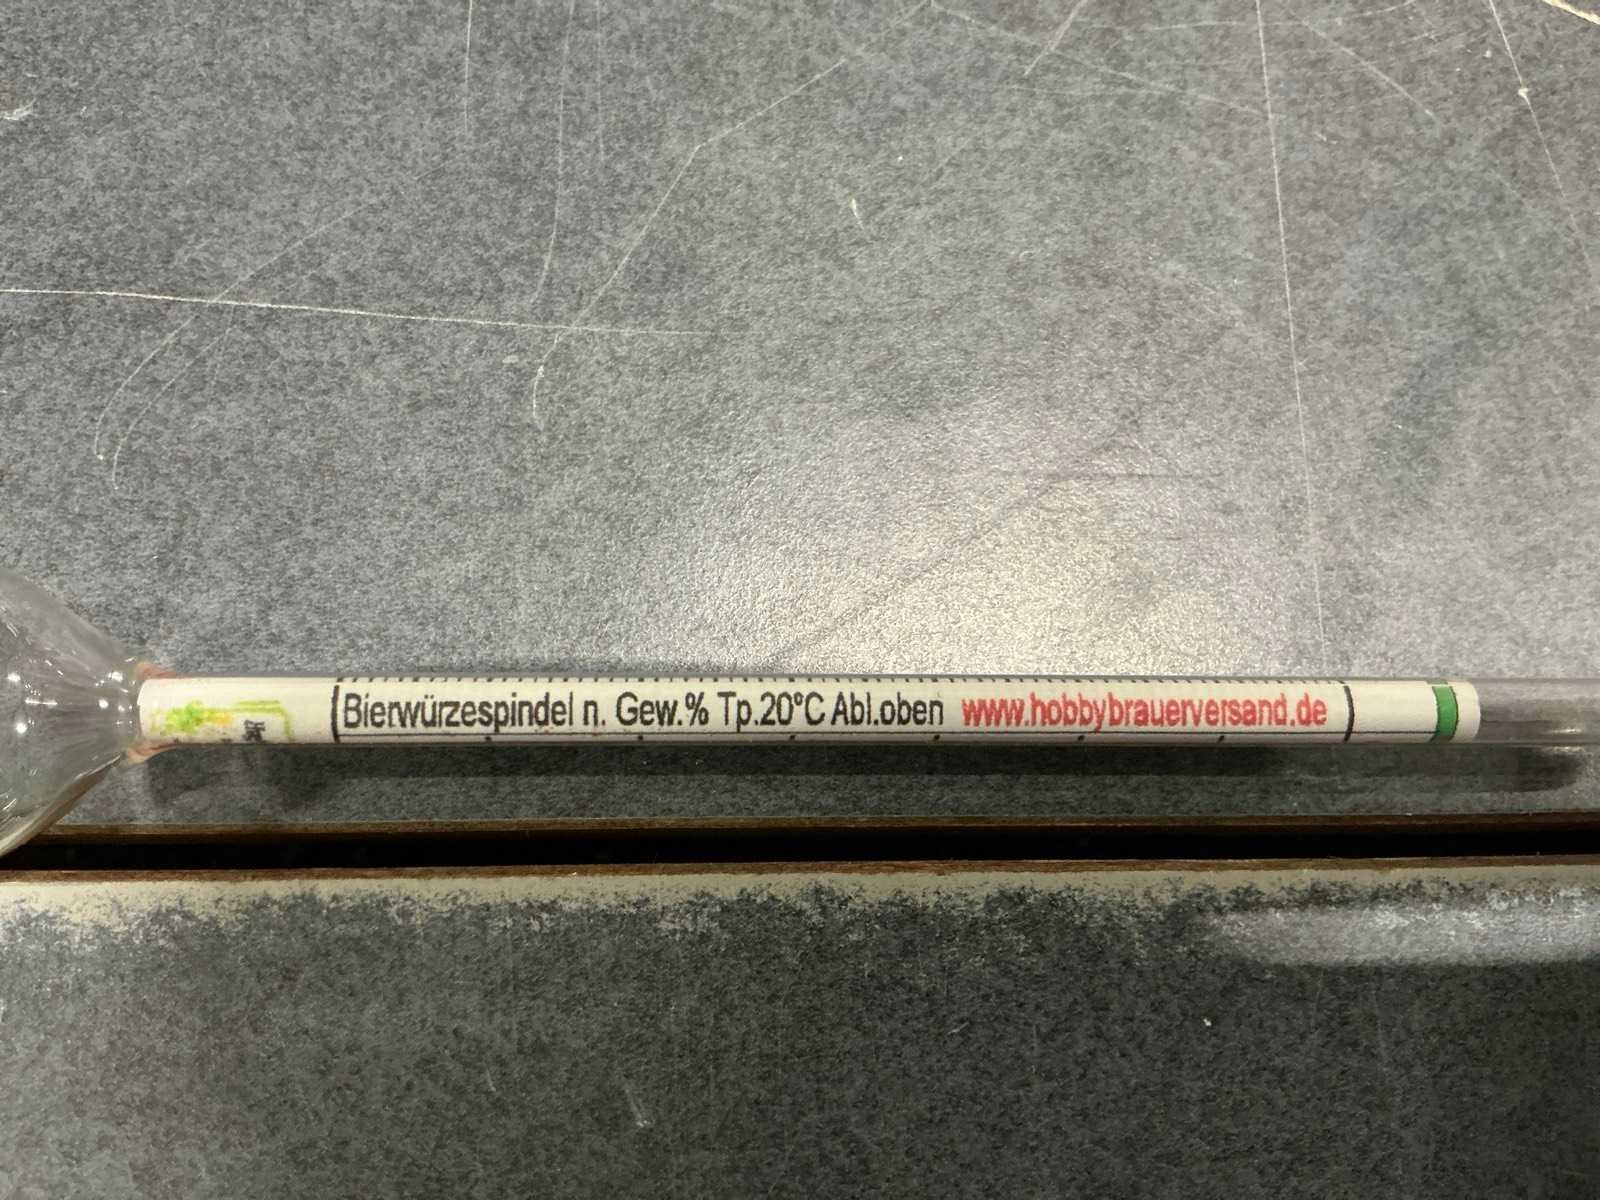 Bierwürzespindel n. Gew.% Tp.20°C Abl.oben www.hobbybrauerversand.de